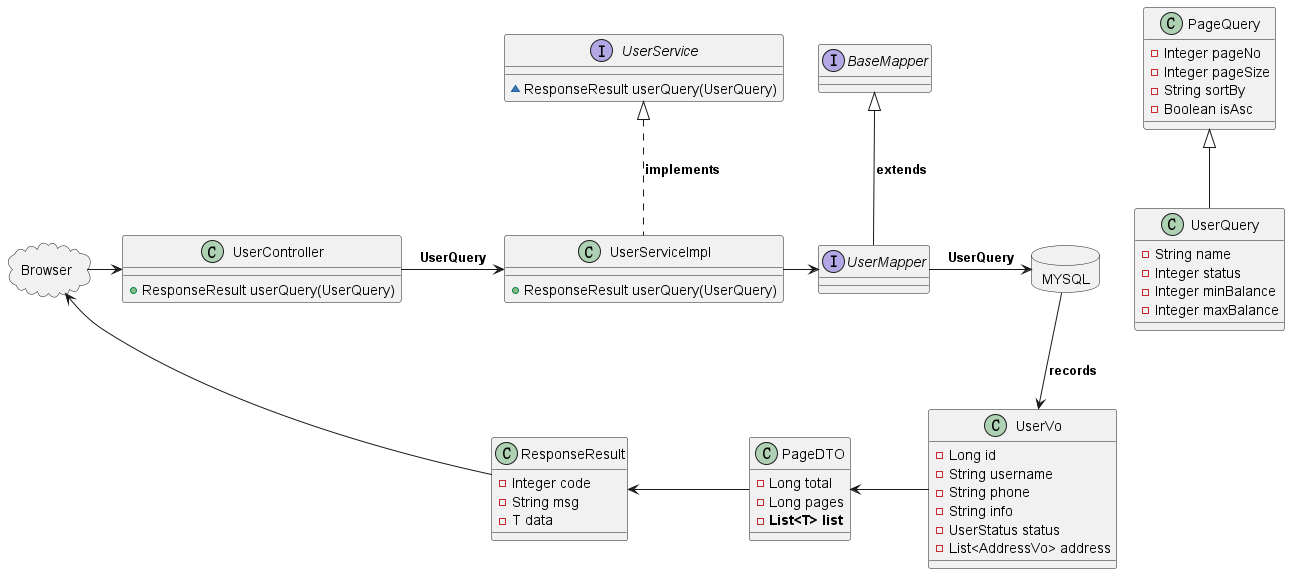 C PageQuery
Integer pageNo
Integer pageSize
String sortBy
Boolean isAsc
I UserService
ResponseResult userQuery(UserQuery)
I BaseMapper
implements
extends
C UserQuery
String name
Integer status
Integer minBalance
Integer maxBalance
Browser
C UserController
ResponseResult userQuery(UserQuery)
UserQuery
C UserServiceImpl
ResponseResult userQuery(UserQuery)
I UserMapper
UserQuery
MYSQL
records
C ResponseResult
Integer code
String msg
T data
C PageDTO
Long total
Long pages
List<T> list
C UserVo
Long id
String username
String phone
String info
UserStatus status
List<AddressVo> address